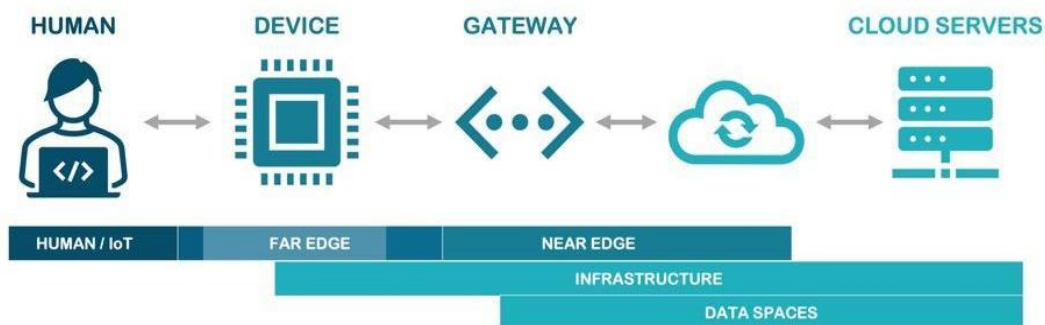 HUMAN
DEVICE
GATEWAY
CLOUD SERVERS
</>
HUMAN / IoT
FAR EDGE
NEAR EDGE
INFRASTRUCTURE
DATA SPACES